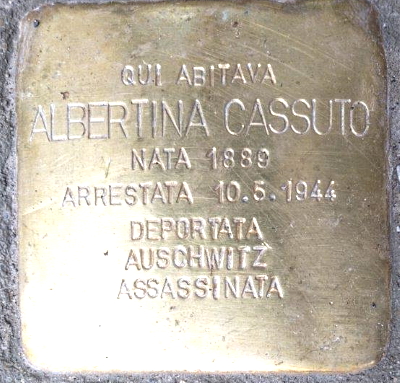 QUI ABITAVA
ALBERTINA CASSUTO
NATA 1889
ARRESTATA 10.5.1944
DEPORTATA
AUSCHWITZ
ASSASSINATA